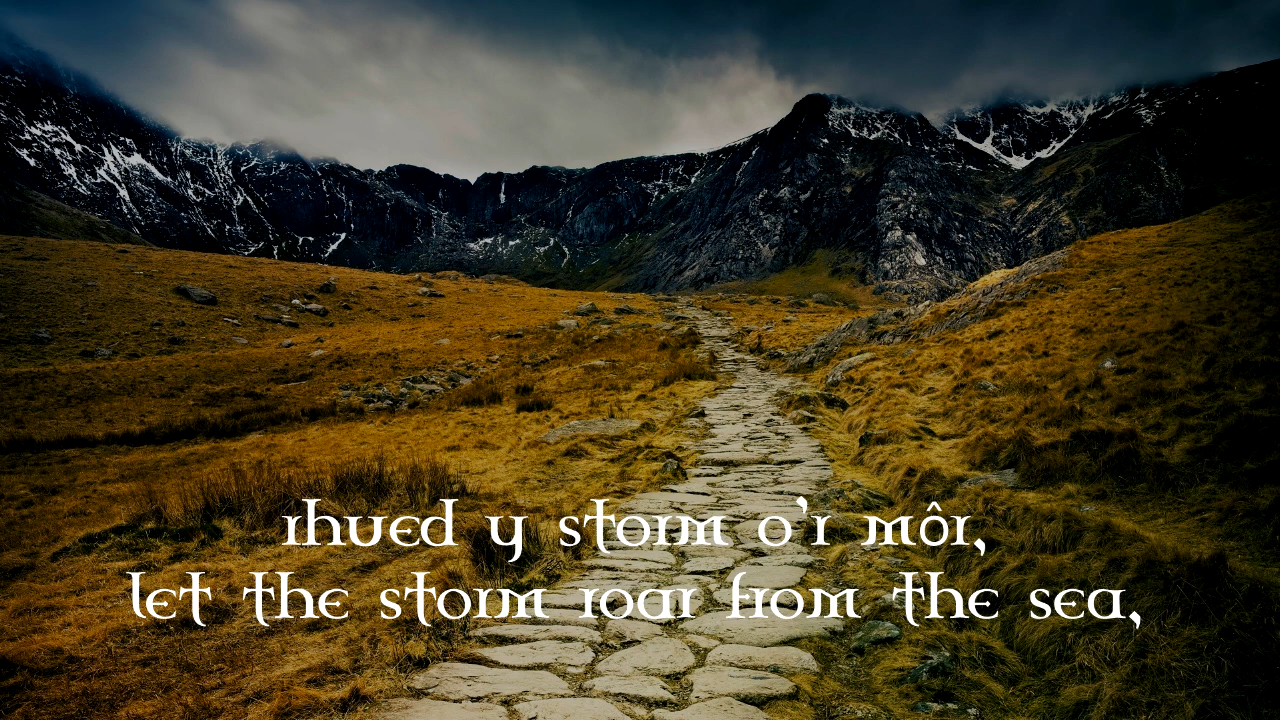 rhued y storm o'r môr,
let the storm roar from the sea,